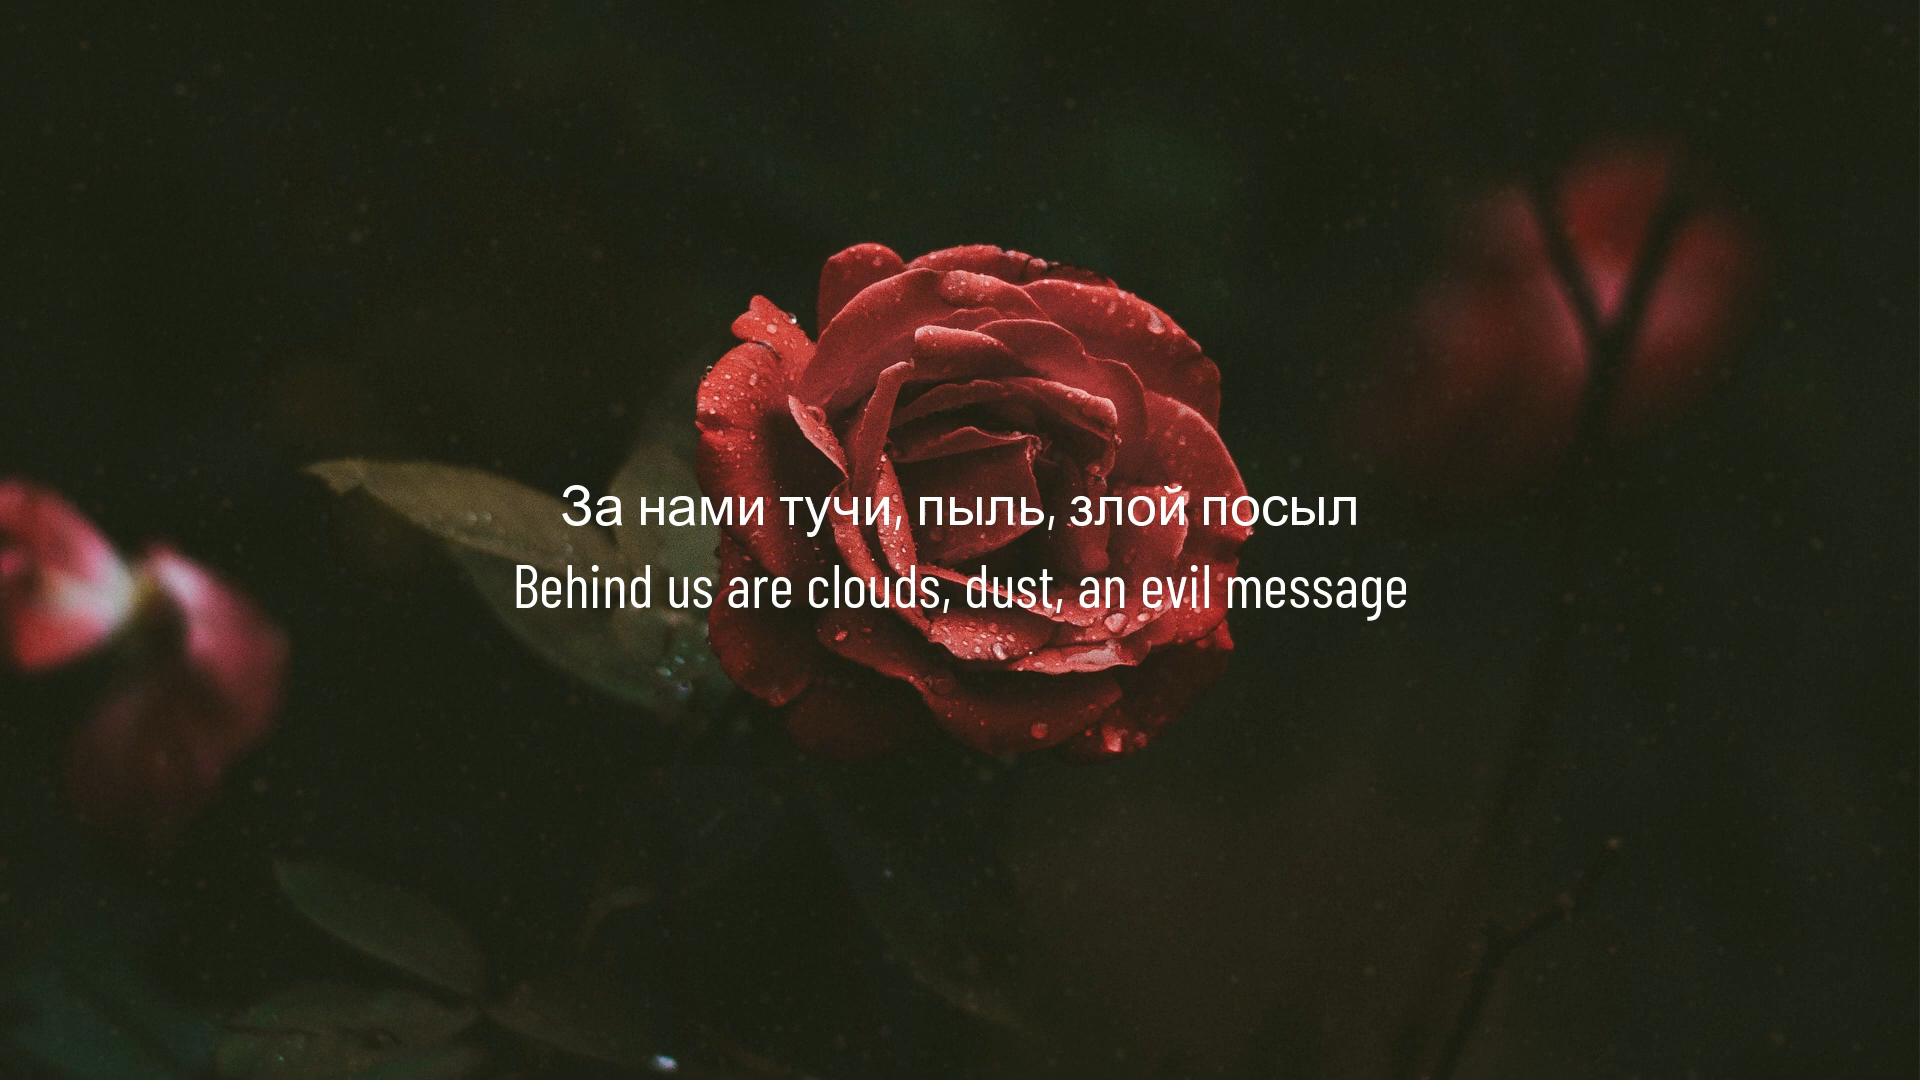 За нами тучи, пыль, злой посыл
Behind us are clouds, dust, an evil message